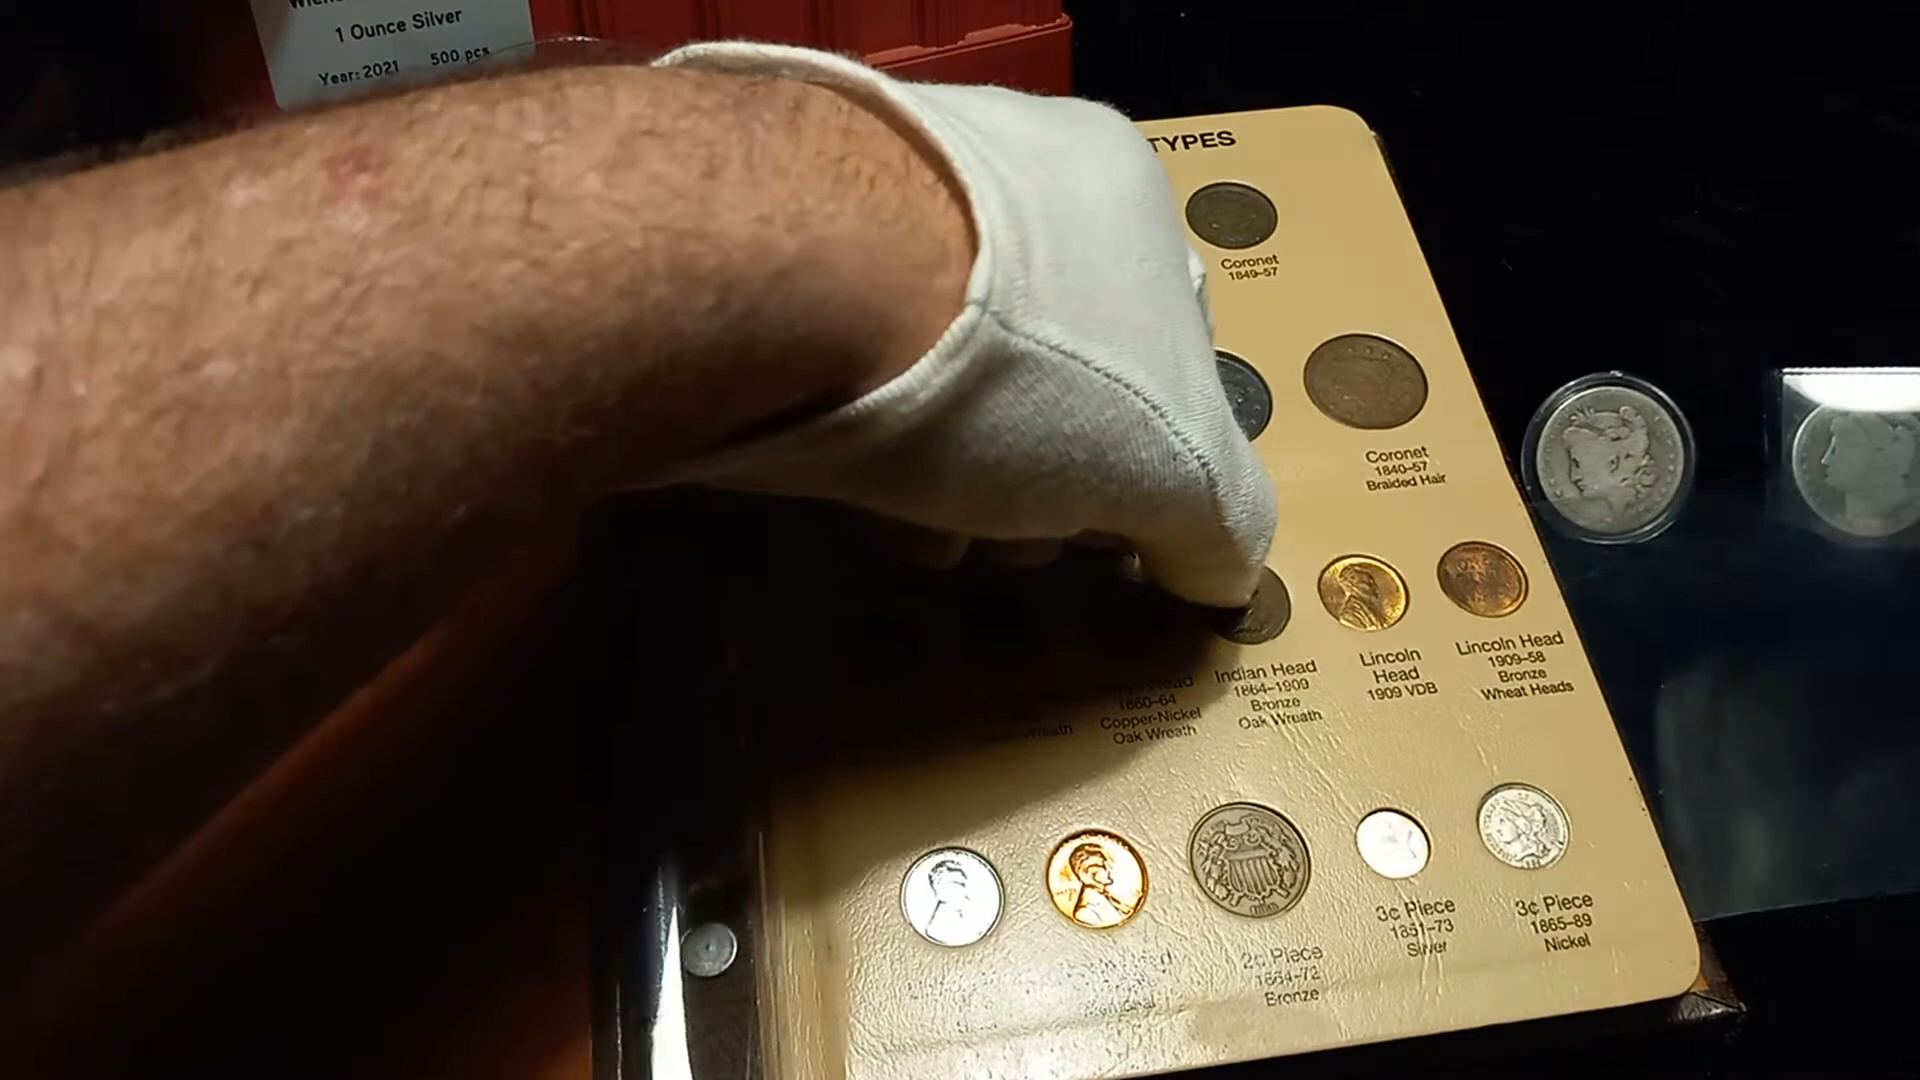 1 Ounce Silver
Year: 2021 500 pcs
TYPES
Coronet
1849–57
Coronet
1840–57
Braided Hair
Head
1860–64
Copper-Nickel
Oak Wreath
Indian Head
1864–1909
Bronze
Oak Wreath
Lincoln
Head
1909 VDB
Lincoln Head
1909–58
Bronze
Wheat Heads
2¢ Piece
1864–72
Bronze
3¢ Piece
1851–73
Silver
3¢ Piece
1865–89
Nickel